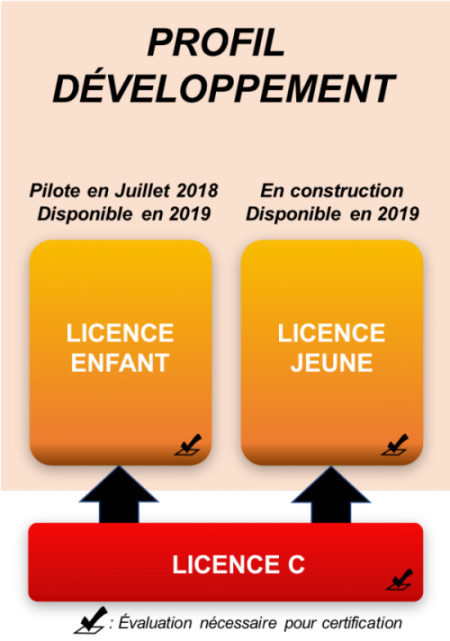 PROFIL
DÉVELOPPEMENT
Pilote en Juillet 2018
Disponible en 2019
En construction
Disponible en 2019
LICENCE
ENFANT
LICENCE
JEUNE
LICENCE C
: Évaluation nécessaire pour certification